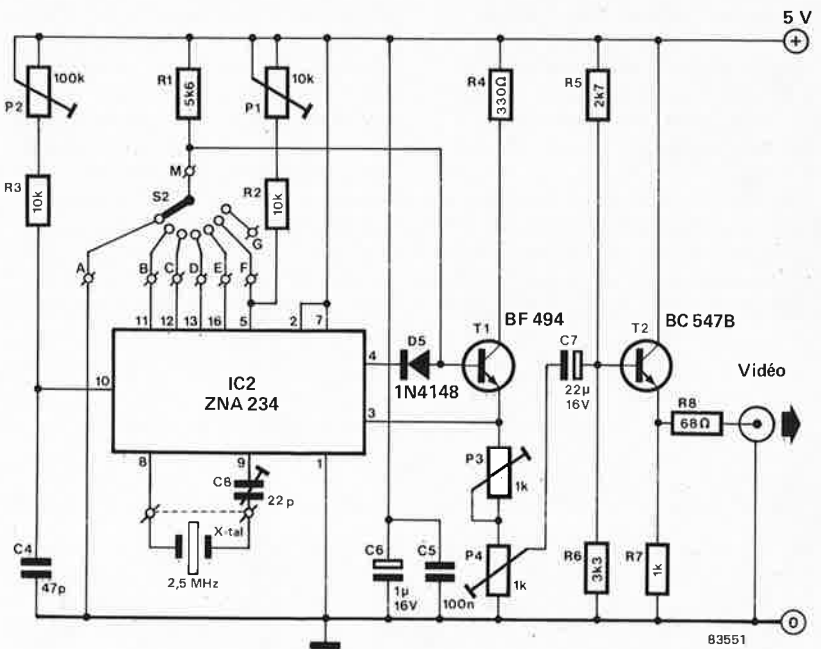 5 V
+
P2
100k
R1
5k6
P1
10k
R4
330Ω
R5
2k7
R3
10k
M
S2
R2
10k
G
A
B
C
D
E
F
11
12
13
16
5
2
7
10
IC2
ZNA 234
4
3
D5
1N4148
T1
BF 494
C7
22µ
16V
T2
BC 547B
Vidéo
R8
68Ω
8
9
1
C8
22p
X-tal
2,5 MHz
C4
47p
C6
1µ
16V
C5
100n
P3
1k
P4
1k
R6
3k3
R7
1k
0
83551